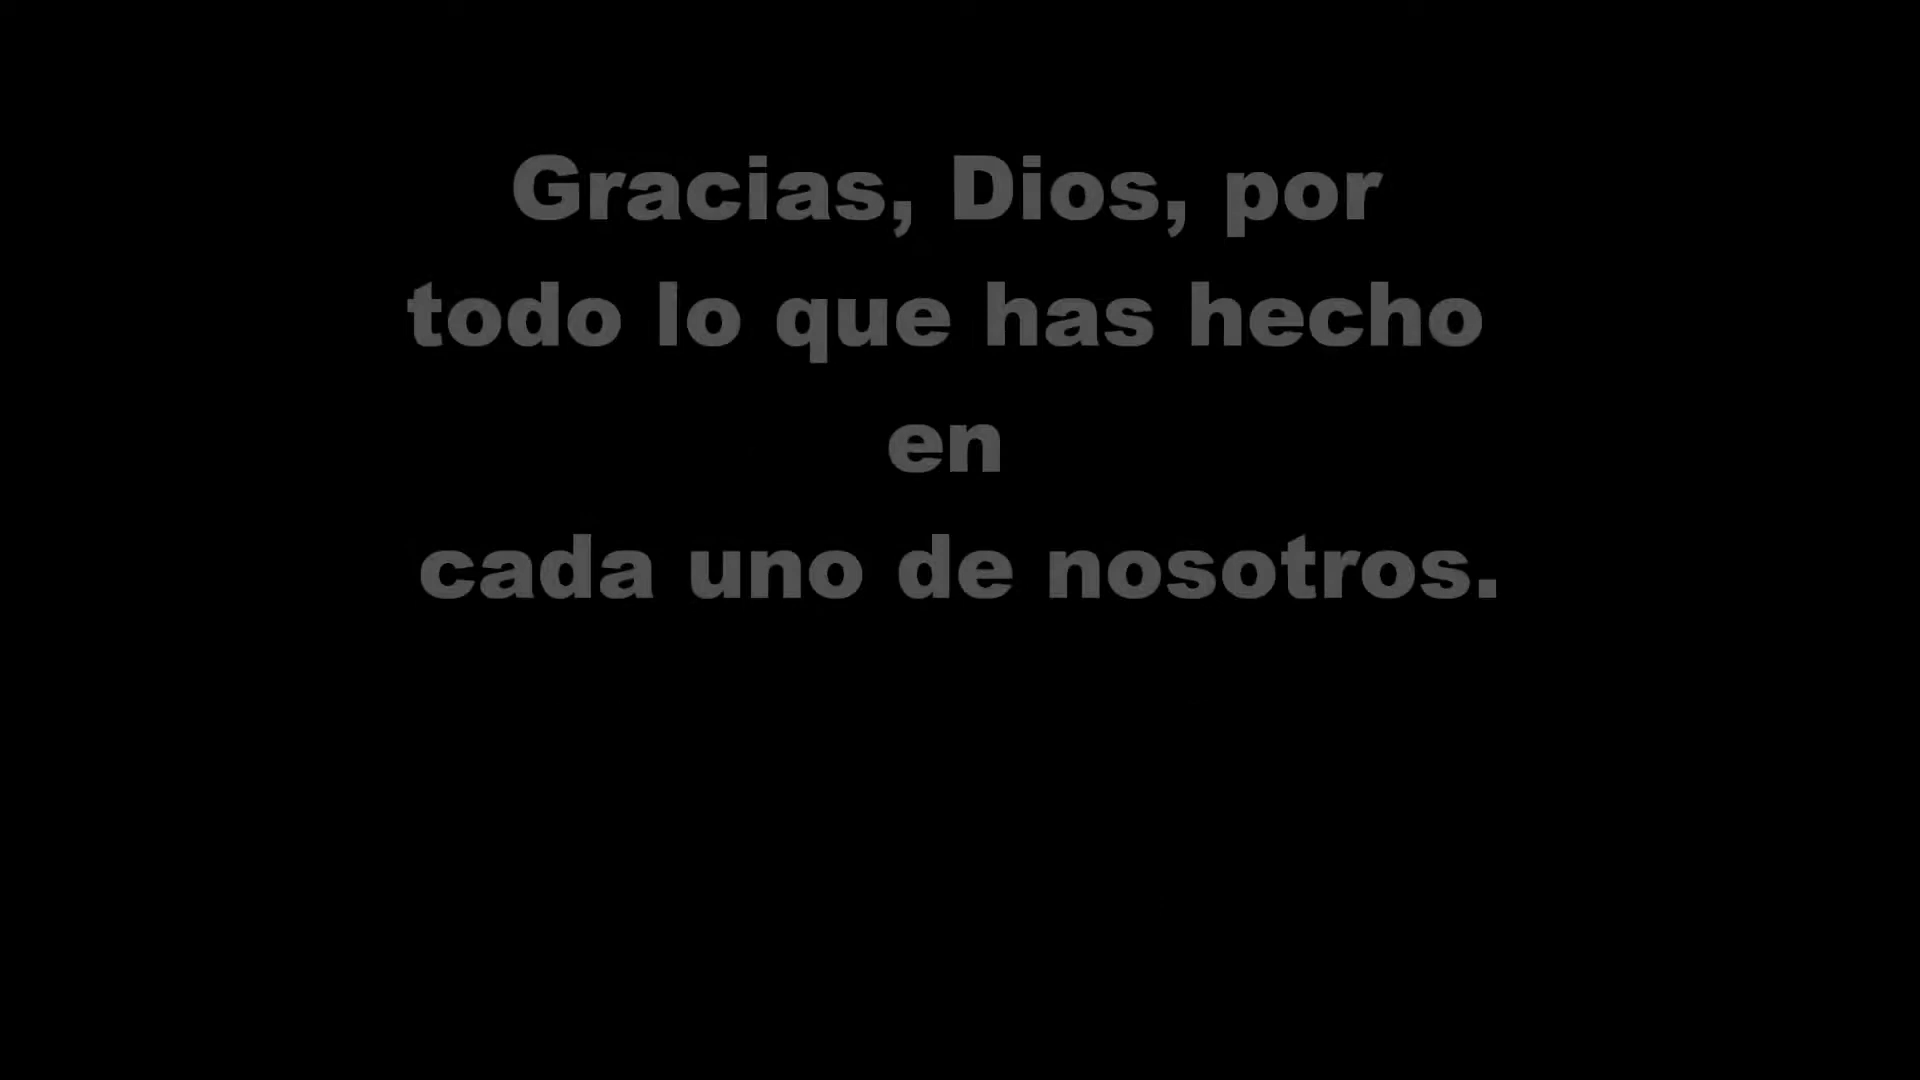 Gracias, Dios, por
todo lo que has hecho
en
cada uno de nosotros.